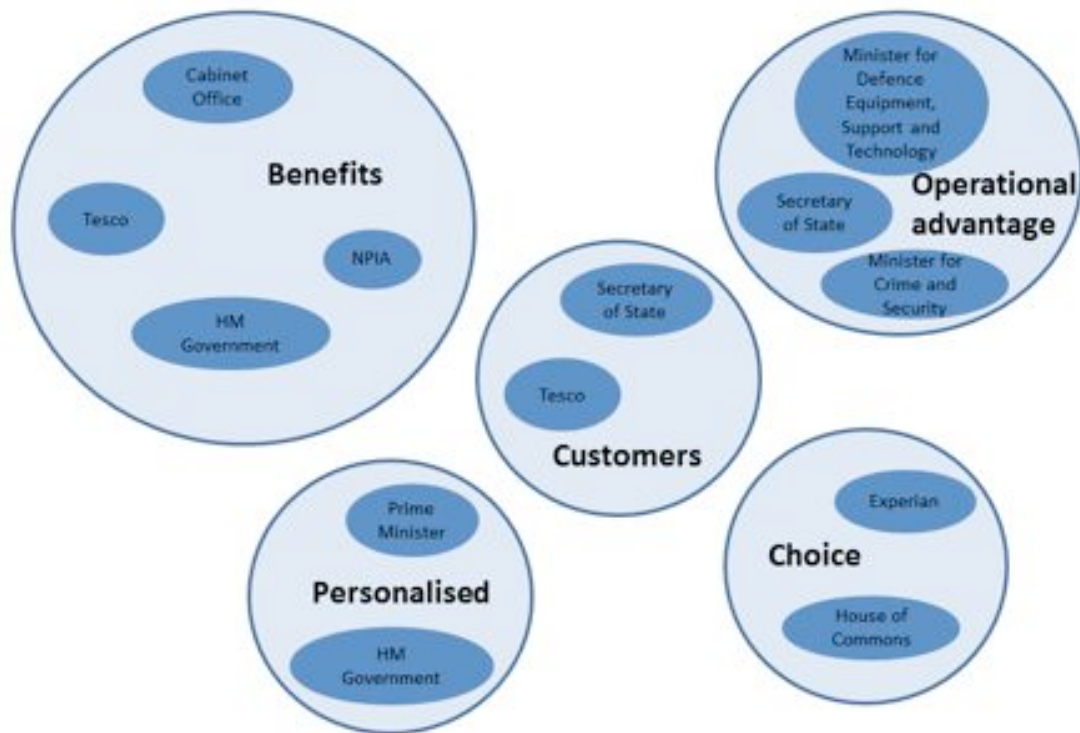 Cabinet
Office
Benefits
Tesco
NPIA
HM
Government
Minister for
Defence
Equipment,
Support and
Technology
Secretary
of State
Operational
advantage
Minister for
Crime and
Security
Secretary
of State
Tesco
Customers
Prime
Minister
Personalised
HM
Government
Experian
Choice
House of
Commons